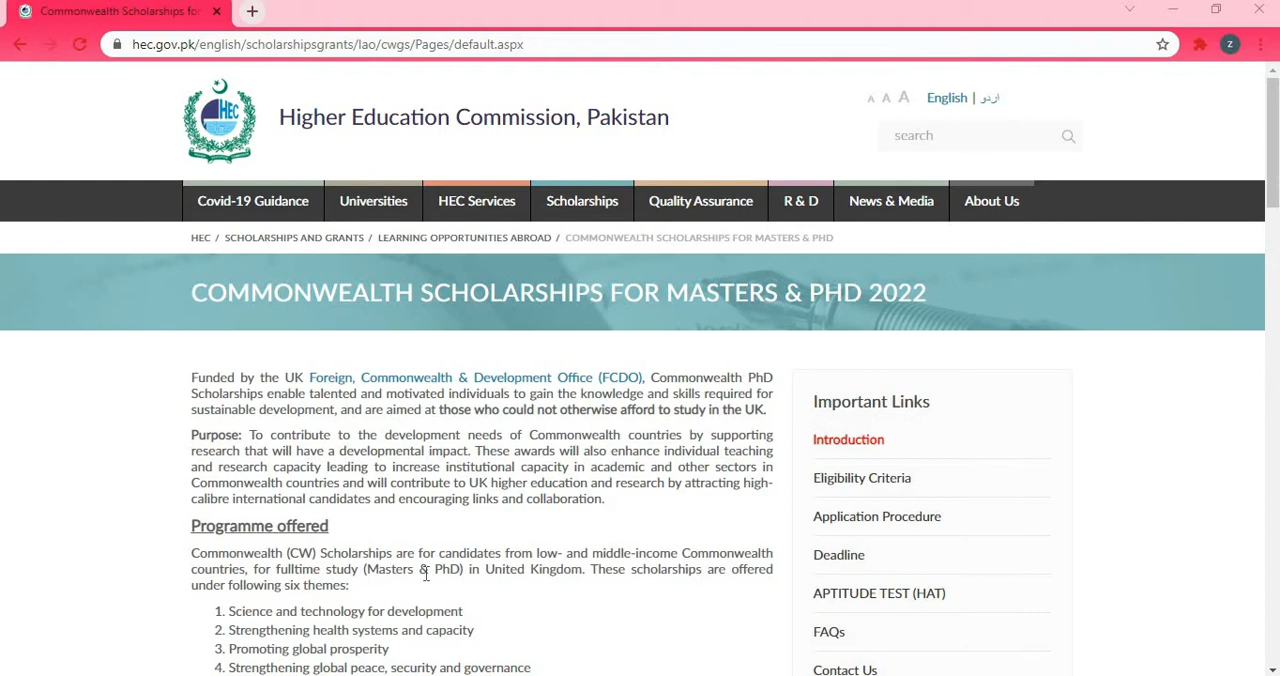 Commonwealth Scholarships for
hec.gov.pk/english/scholarshipsgrants/lao/cwgs/Pages/default.aspx
Z
HEC
Higher Education Commission, Pakistan
A A A English | اردو
search
Covid-19 Guidance Universities HEC Services Scholarships Quality Assurance R & D News & Media About Us
HEC / SCHOLARSHIPS AND GRANTS / LEARNING OPPORTUNITIES ABROAD / COMMONWEALTH SCHOLARSHIPS FOR MASTERS & PHD
COMMONWEALTH SCHOLARSHIPS FOR MASTERS & PHD 2022
Funded by the UK Foreign, Commonwealth & Development Office (FCDO), Commonwealth PhD
Scholarships enable talented and motivated individuals to gain the knowledge and skills required for
sustainable development, and are aimed at those who could not otherwise afford to study in the UK.
Purpose: To contribute to the development needs of Commonwealth countries by supporting
research that will have a developmental impact. These awards will also enhance individual teaching
and research capacity leading to increase institutional capacity in academic and other sectors in
Commonwealth countries and will contribute to UK higher education and research by attracting high-
calibre international candidates and encouraging links and collaboration.
Programme offered
Commonwealth (CW) Scholarships are for candidates from low- and middle-income Commonwealth
countries, for fulltime study (Masters & PhD) in United Kingdom. These scholarships are offered
under following six themes:
1. Science and technology for development
2. Strengthening health systems and capacity
3. Promoting global prosperity
4. Strengthening global peace, security and governance
Important Links
Introduction
Eligibility Criteria
Application Procedure
Deadline
APTITUDE TEST (HAT)
FAQs
Contact Us